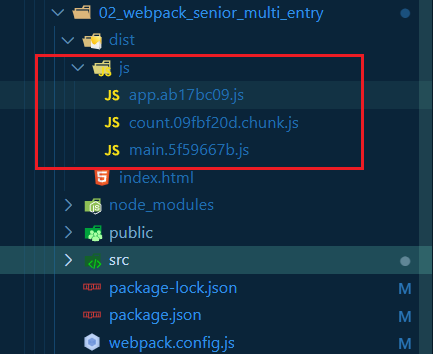 02_webpack_senior_multi_entry
dist
js
JS app.ab17bc09.js
JS count.09fbf20d.chunk.js
JS main.5f59667b.js
index.html
node_modules
public
src
package-lock.json M
package.json M
webpack.config.js M